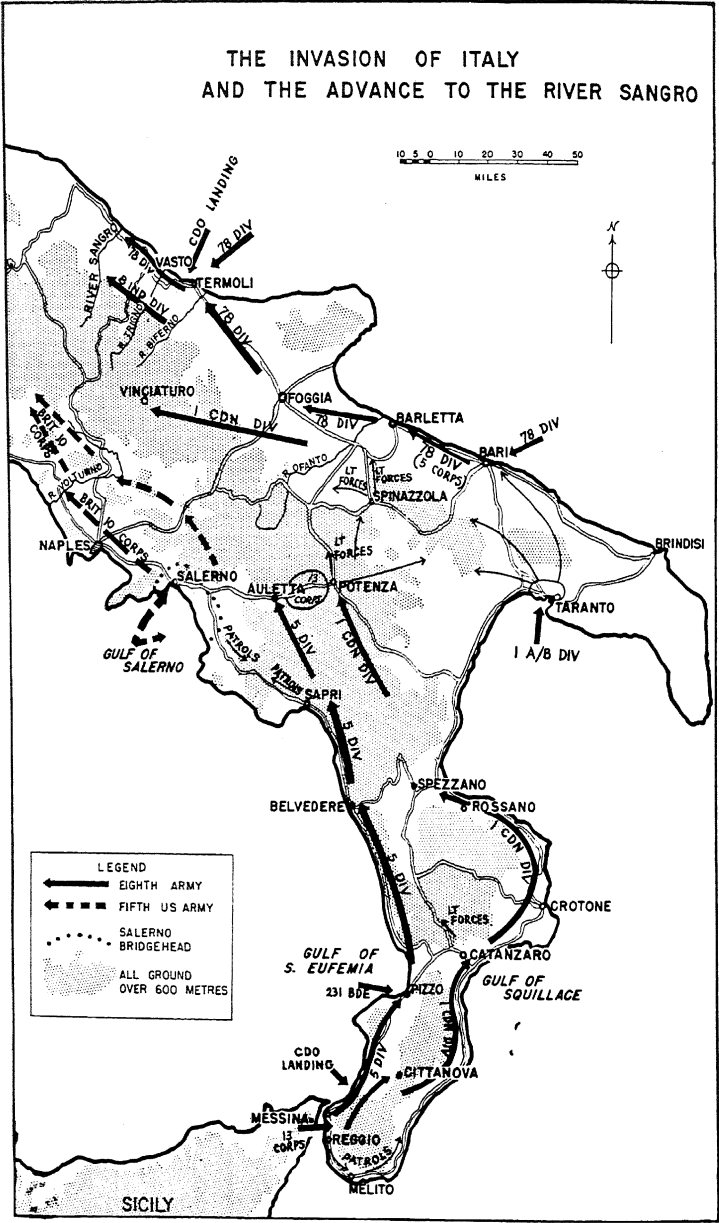 THE INVASION OF ITALY
AND THE ADVANCE TO THE RIVER SANGRO
10 5 0 10 20 30 40 50
MILES
N
CDO LANDING
78 DIV
RIVER SANGRO
78 DIV
VASTO
TERMOLI
8 IND DIV
R. TRIGNO
R. BIFERNO
78 DIV
VINCIATURO
FOGGIA
1 CDN DIV
78 DIV
BARLETTA
78 DIV
(5 CORPS)
BARI
78 DIV
BRIT 10
CORPS
R. VOLTURNO
R. OFANTO
LT
FORCES
LT
FORCES
SPINAZZOLA
BRIT 10 CORPS
NAPLES
LT
FORCES
BRINDISI
SALERNO
AULETTA
13
CORPS
POTENZA
TARANTO
1 A/B DIV
GULF OF
SALERNO
PATROLS
PATROLS
5 DIV
1 CDN DIV
SAPRI
5 DIV
SPEZZANO
BELVEDERE
ROSSANO
1 CDN DIV
5 DIV
LT
FORCES
CROTONE
CATANZARO
GULF OF
S. EUFEMIA
GULF OF
SQUILLACE
231 BDE
PIZZO
1 CDN DIV
CDO
LANDING
5 DIV
CITTANOVA
MESSINA
13
CORPS
REGGIO
PATROLS
MELITO
SICILY
LEGEND
EIGHTH ARMY
FIFTH US ARMY
SALERNO
BRIDGEHEAD
ALL GROUND
OVER 600 METRES